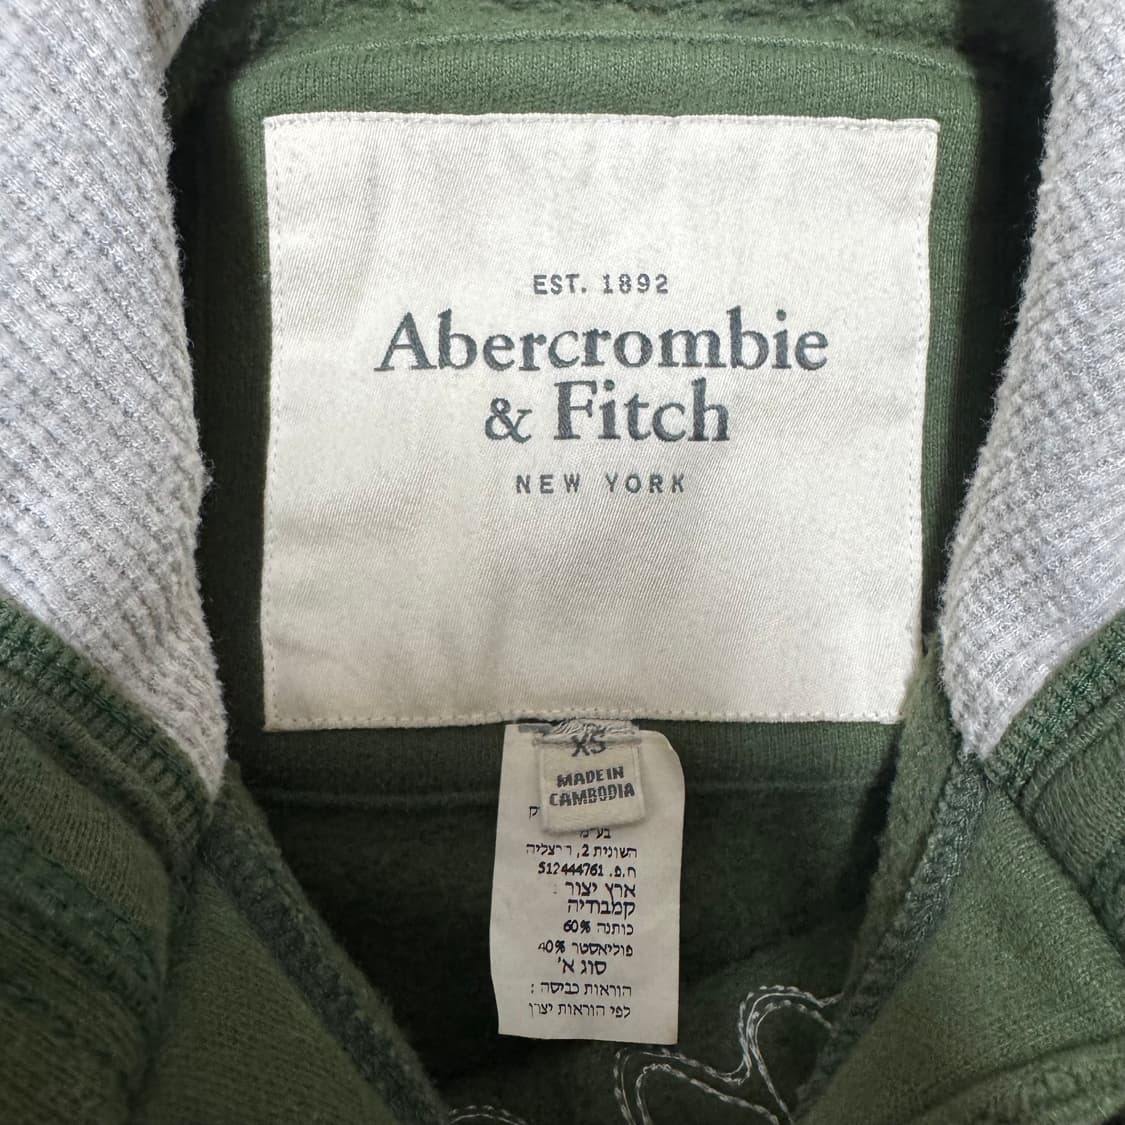 EST. 1892
Abercrombie
& Fitch
NEW YORK
XS
MADE IN
CAMBODIA
בע"מ
השונית 2, הרצליה
ח.פ. 512444761
ארץ יצור :
קמבודיה
כותנה 60%
פוליאסטר 40%
סוג א'
הוראות כביסה :
לפי הוראות יצרן